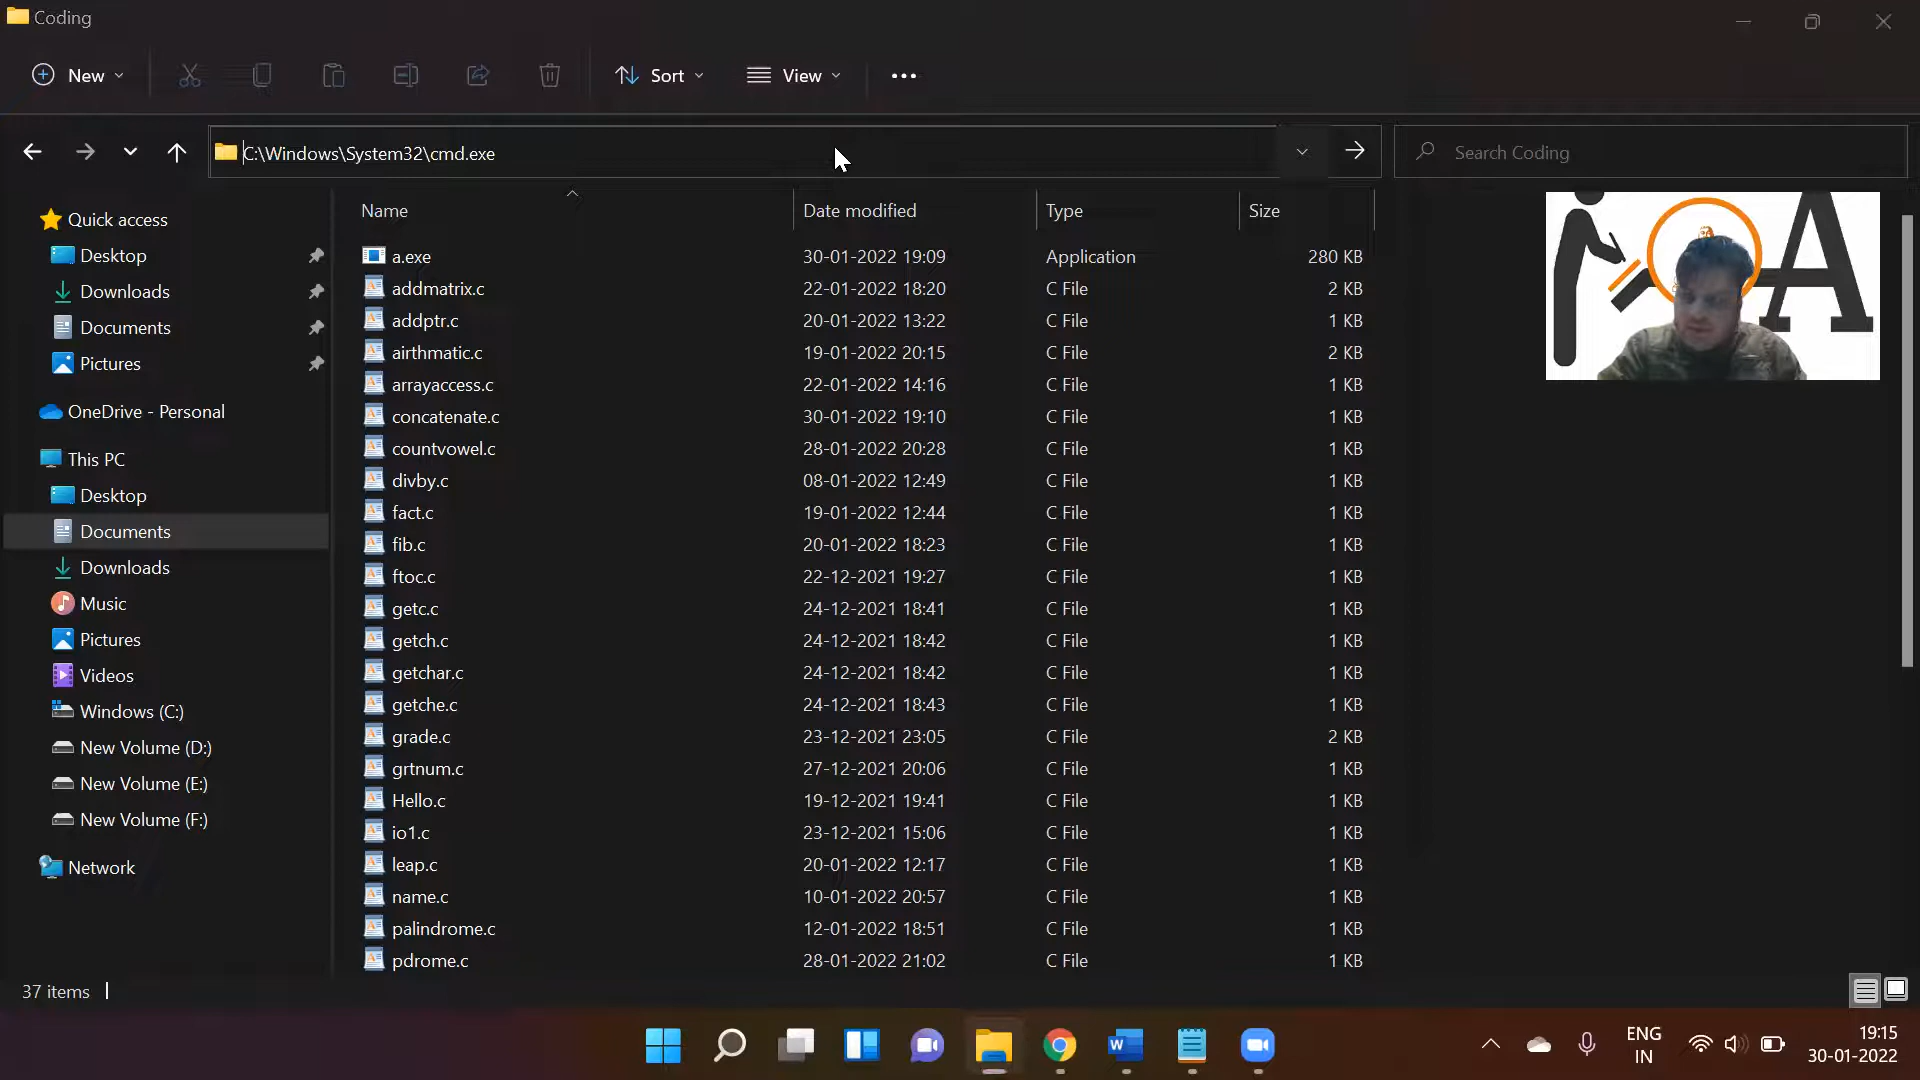 Coding
New
Sort
View
C:\Windows\System32\cmd.exe
Search Coding
Name Date modified Type Size
Quick access
Desktop
Downloads
Documents
Pictures
OneDrive - Personal
This PC
Desktop
Documents
Downloads
Music
Pictures
Videos
Windows (C:)
New Volume (D:)
New Volume (E:)
New Volume (F:)
Network
a.exe 30-01-2022 19:09 Application 280 KB
addmatrix.c 22-01-2022 18:20 C File 2 KB
addptr.c 20-01-2022 13:22 C File 1 KB
airthmatic.c 19-01-2022 20:15 C File 2 KB
arrayaccess.c 22-01-2022 14:16 C File 1 KB
concatenate.c 30-01-2022 19:10 C File 1 KB
countvowel.c 28-01-2022 20:28 C File 1 KB
divby.c 08-01-2022 12:49 C File 1 KB
fact.c 19-01-2022 12:44 C File 1 KB
fib.c 20-01-2022 18:23 C File 1 KB
ftoc.c 22-12-2021 19:27 C File 1 KB
getc.c 24-12-2021 18:41 C File 1 KB
getch.c 24-12-2021 18:42 C File 1 KB
getchar.c 24-12-2021 18:42 C File 1 KB
getche.c 24-12-2021 18:43 C File 1 KB
grade.c 23-12-2021 23:05 C File 2 KB
grtnum.c 27-12-2021 20:06 C File 1 KB
Hello.c 19-12-2021 19:41 C File 1 KB
io1.c 23-12-2021 15:06 C File 1 KB
leap.c 20-01-2022 12:17 C File 1 KB
name.c 10-01-2022 20:57 C File 1 KB
palindrome.c 12-01-2022 18:51 C File 1 KB
pdrome.c 28-01-2022 21:02 C File 1 KB
A
37 items
ENG
IN
19:15
30-01-2022